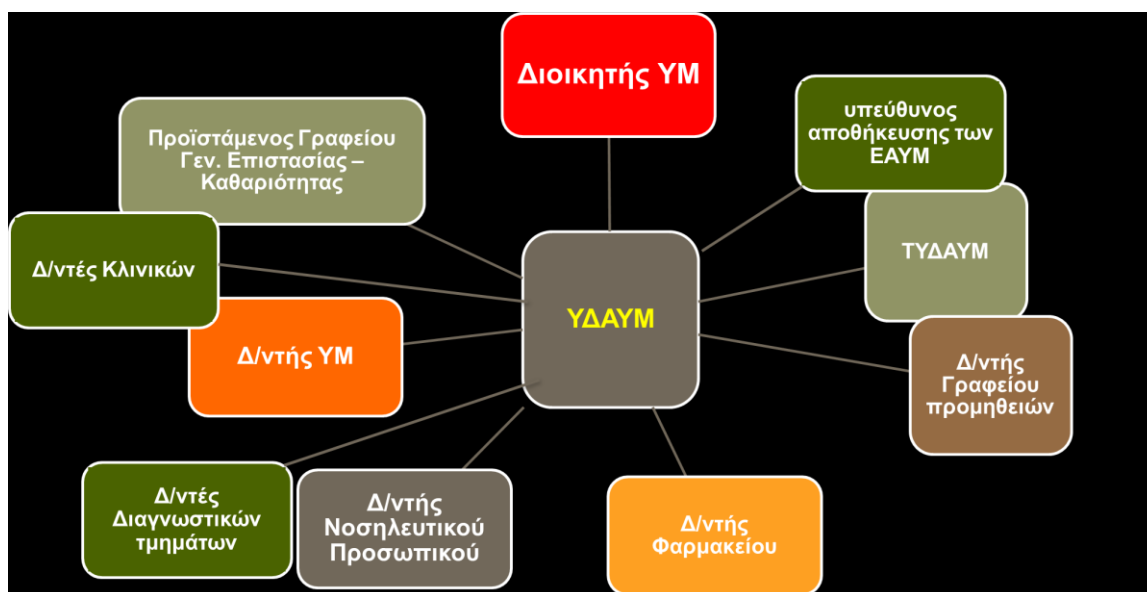 Διοικητής ΥΜ
υπεύθυνος
αποθήκευσης των
ΕΑΥΜ
Προϊστάμενος Γραφείου
Γεν. Επιστασίας –
Καθαριότητας
ΤΥΔΑΥΜ
Δ/ντές Κλινικών
ΥΔΑΥΜ
Δ/ντής ΥΜ
Δ/ντής
Γραφείου
προμηθειών
Δ/ντές
Διαγνωστικών
τμημάτων
Δ/ντής
Νοσηλευτικού
Προσωπικού
Δ/ντής
Φαρμακείου